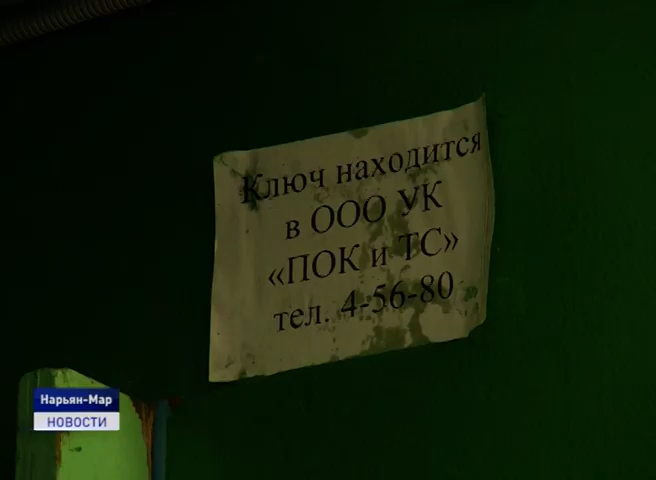 Ключ находится
в ООО УК
«ПОК и ТС»
тел. 4-56-80
Нарьян-Мар
НОВОСТИ